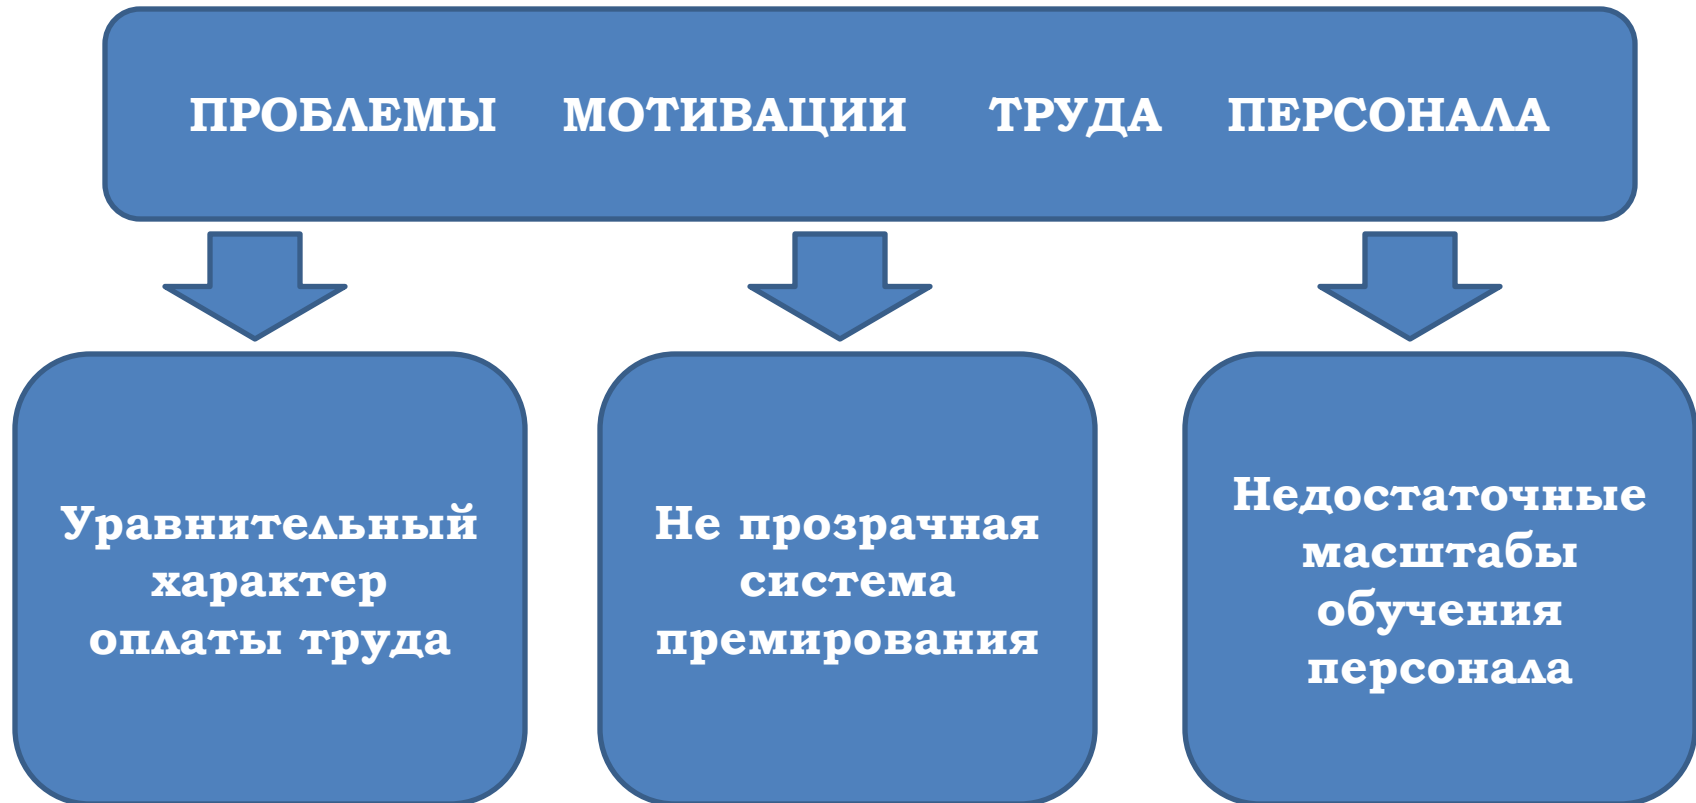 ПРОБЛЕМЫ МОТИВАЦИИ ТРУДА ПЕРСОНАЛА
Уравнительный
характер
оплаты труда
Не прозрачная
система
премирования
Недостаточные
масштабы
обучения
персонала